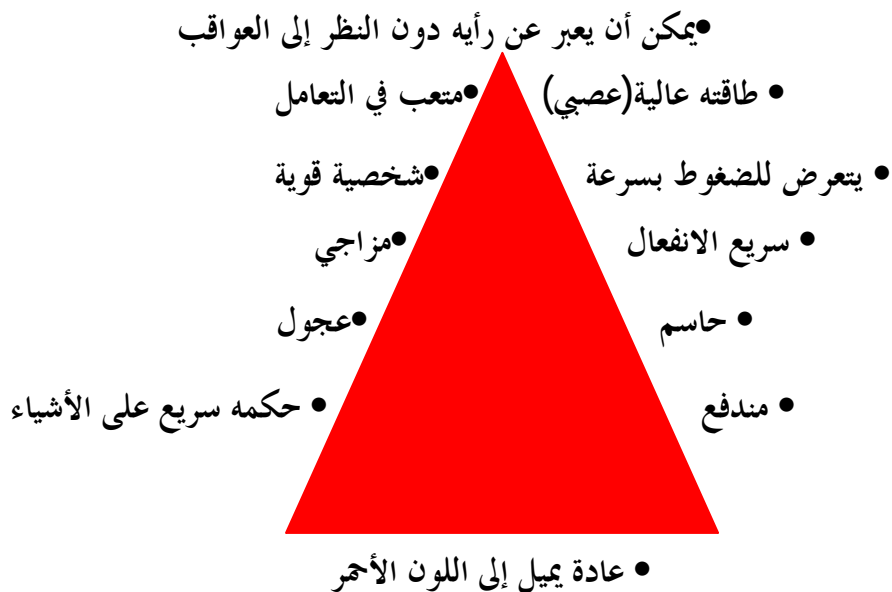 •يمكن أن يعبر عن رأيه دون النظر إلى العواقب
• طاقته عالية(عصبي) •متعب في التعامل
• يتعرض للضغوط بسرعة •شخصية قوية
• سريع الانفعال •مزاجي
• حاسم •عجول
• مندفع • حكمه سريع على الأشياء
• عادة يميل إلى اللون الأحمر